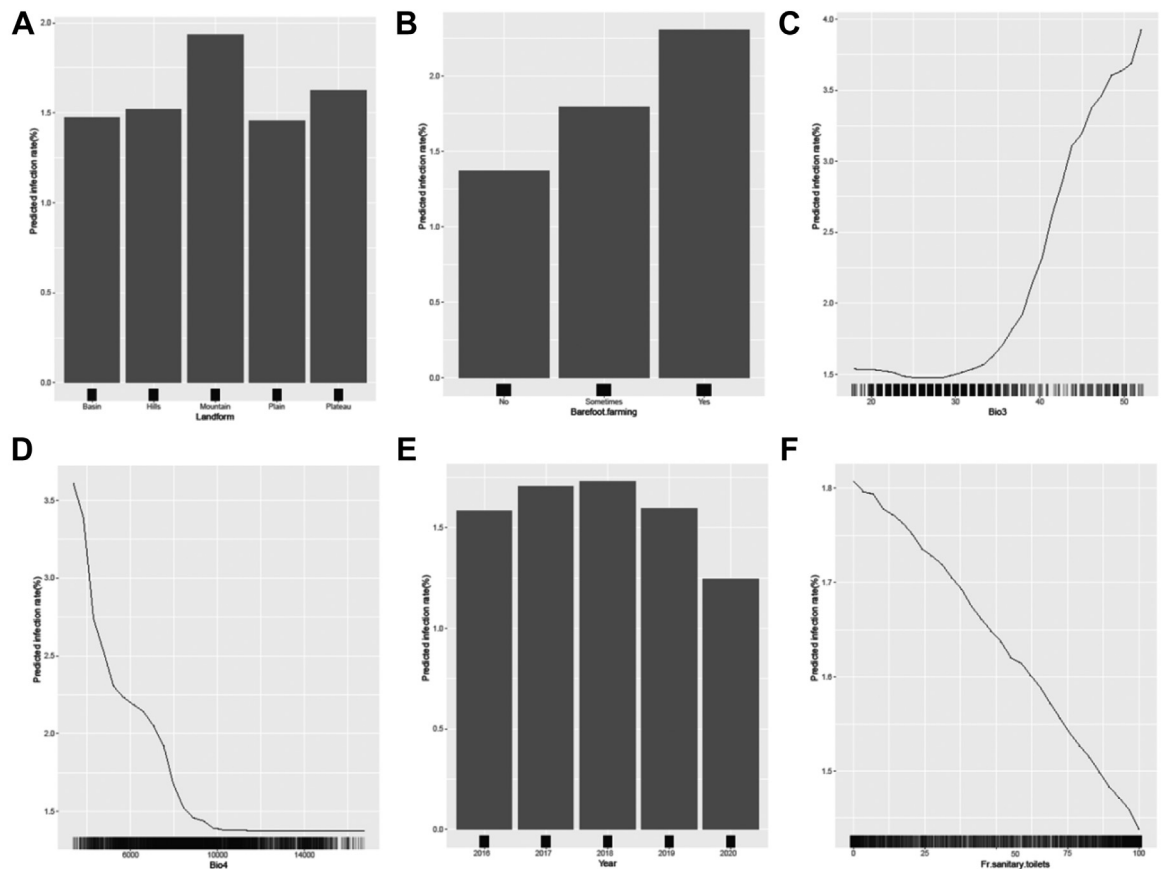 A
2.0
1.5
1.0
0.5
0.0
Predicted infection rate(%)
Basin Hills Mountain Plain Plateau
Landform
B
2.0
1.5
1.0
0.5
0.0
Predicted infection rate(%)
No Sometimes Yes
Barefoot.farming
C
4.0
3.5
3.0
2.5
2.0
1.5
Predicted infection rate(%)
20 30 40 50
Bio3
D
3.5
3.0
2.5
2.0
1.5
Predicted infection rate(%)
6000 10000 14000
Bio4
E
1.5
1.0
0.5
0.0
Predicted infection rate(%)
2016 2017 2018 2019 2020
Year
F
1.8
1.7
1.6
1.5
Predicted infection rate(%)
0 25 50 75 100
Fr.sanitary.toilets